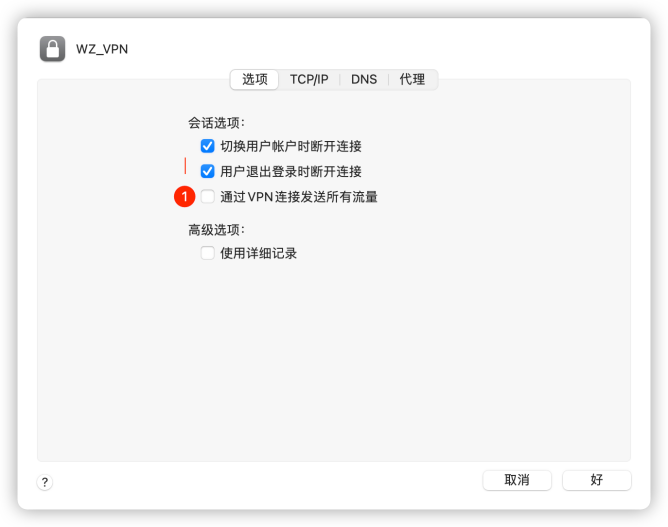 WZ_VPN
选项 TCP/IP DNS 代理
会话选项:
切换用户帐户时断开连接
用户退出登录时断开连接
1 通过VPN连接发送所有流量
高级选项:
使用详细记录
? 取消 好